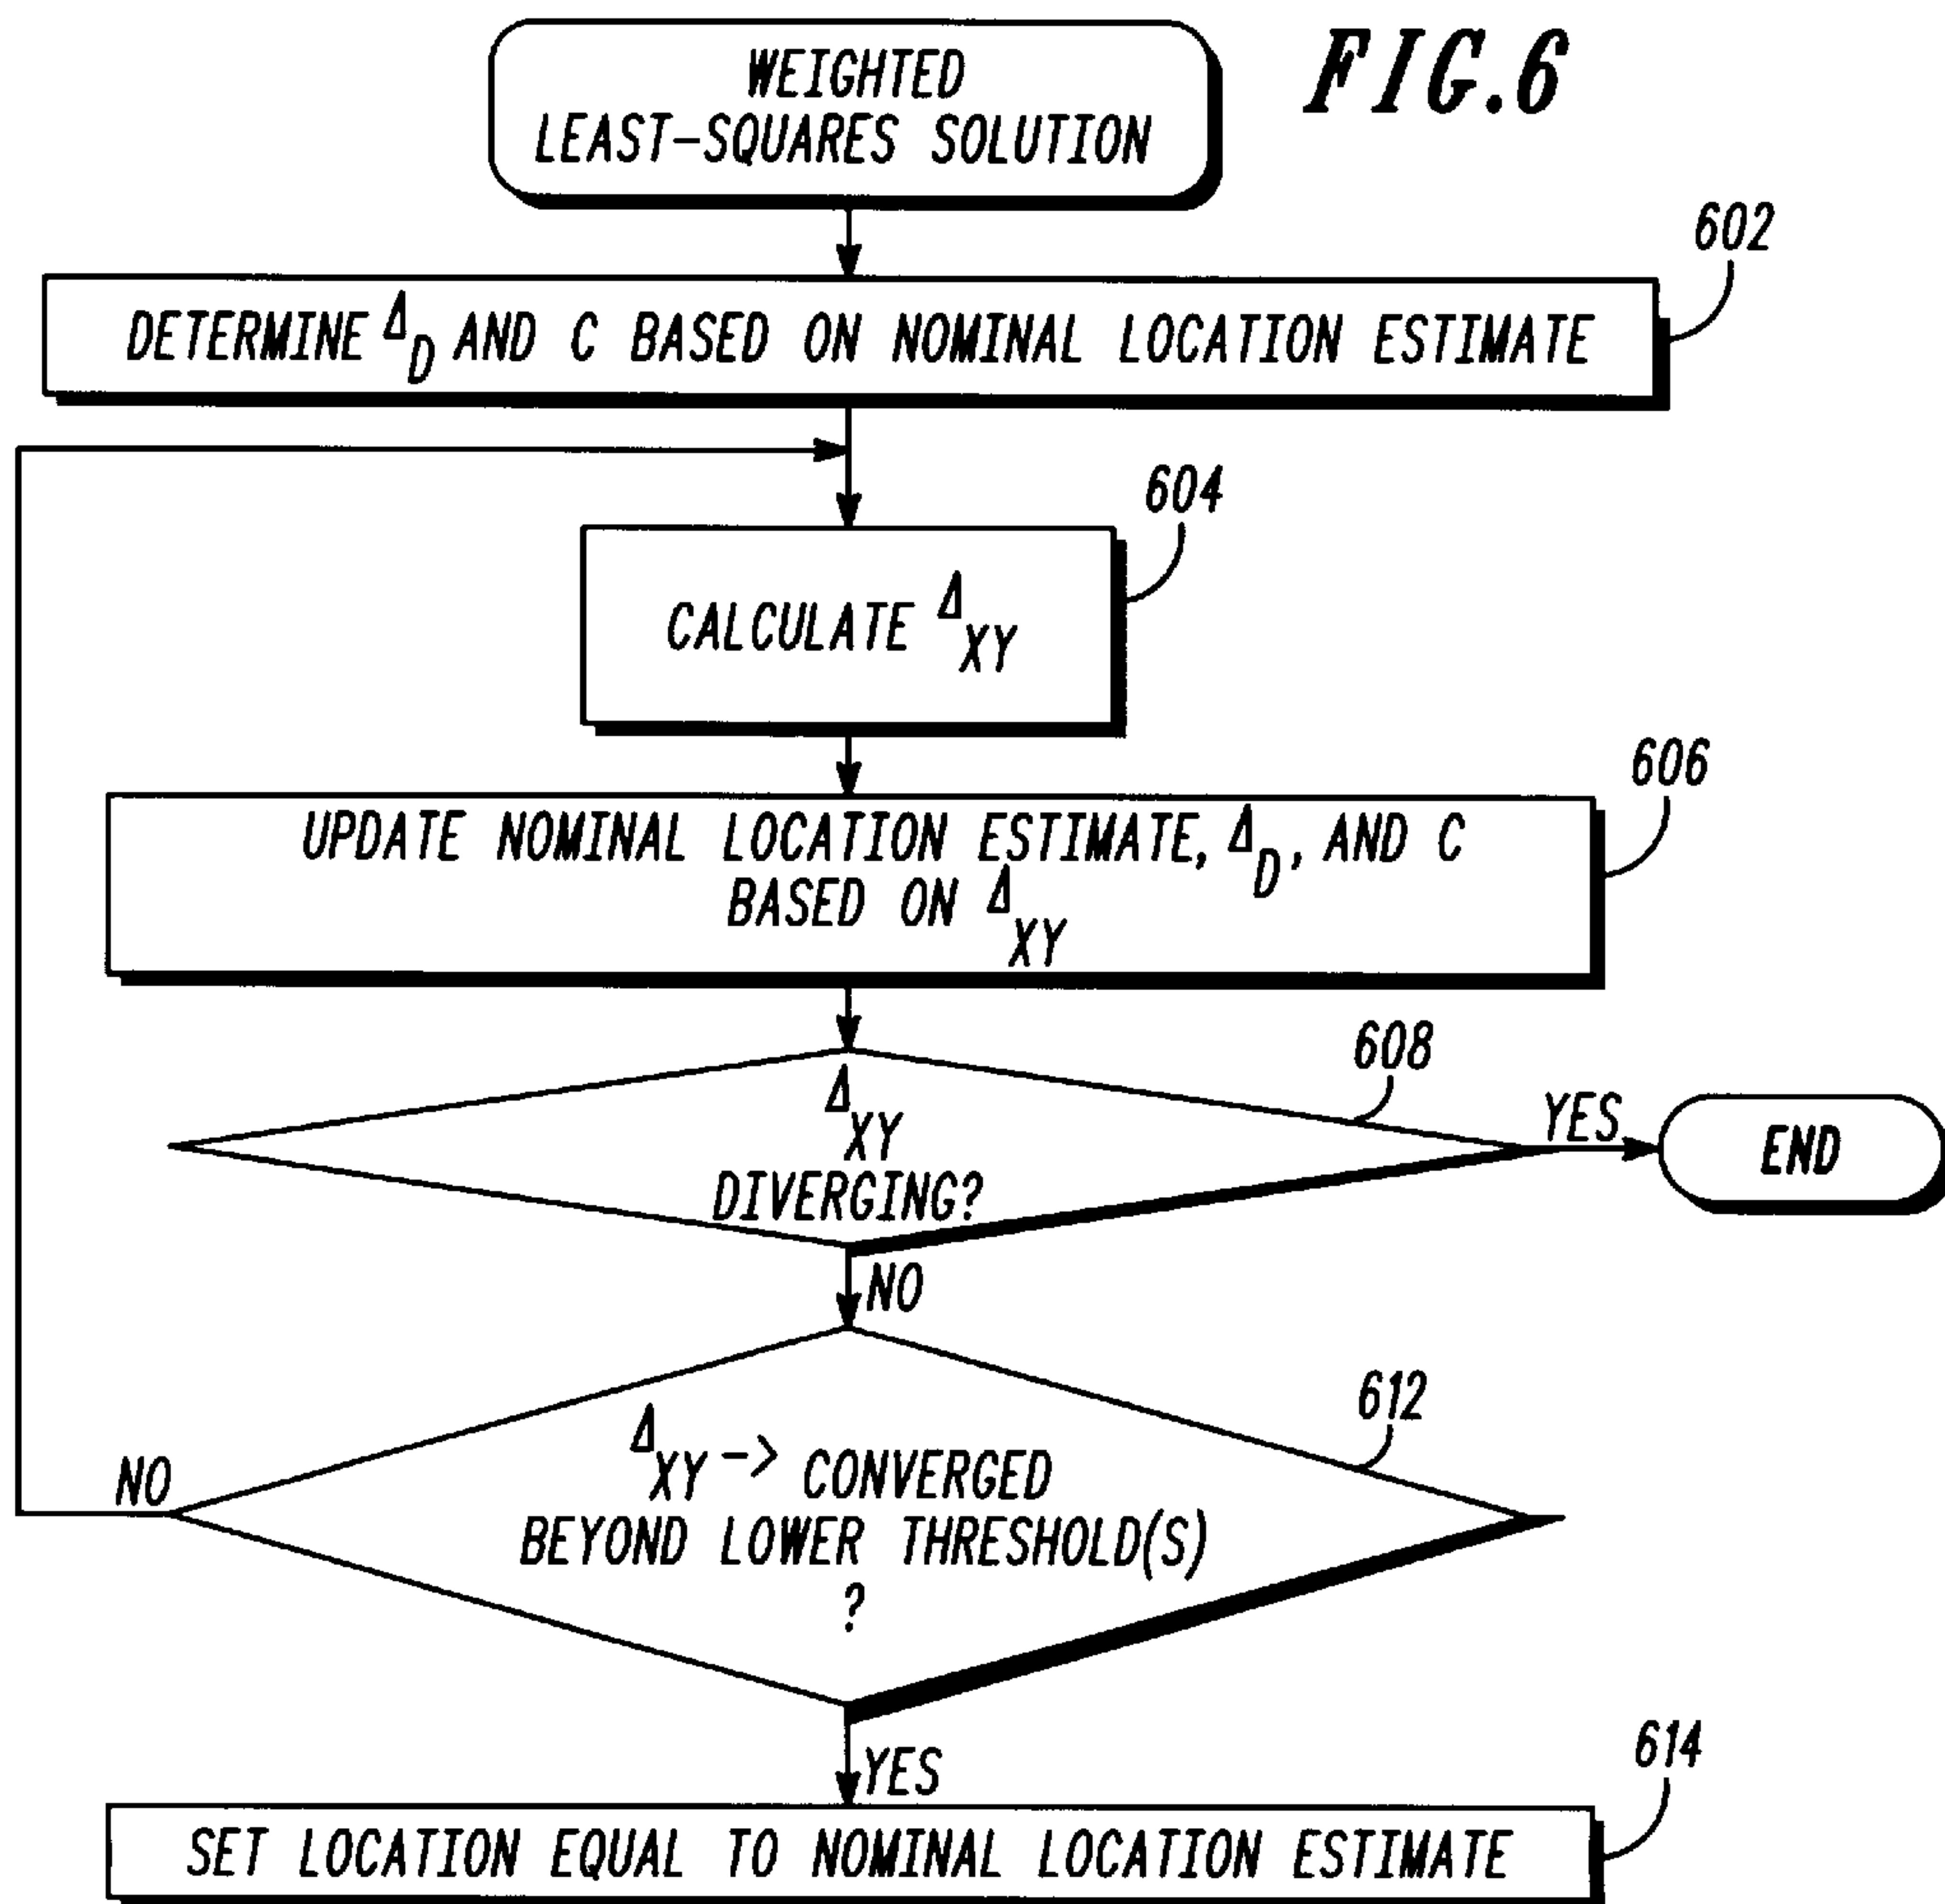 WEIGHTED
LEAST-SQUARES SOLUTION
FIG.6
602
DETERMINE Δ_D AND C BASED ON NOMINAL LOCATION ESTIMATE
604
CALCULATE Δ_XY
606
UPDATE NOMINAL LOCATION ESTIMATE, Δ_D, AND C
BASED ON Δ_XY
608
Δ_XY
DIVERGING?
YES
END
NO
612
Δ_XY -> CONVERGED
BEYOND LOWER THRESHOLD(S)
?
NO
YES
614
SET LOCATION EQUAL TO NOMINAL LOCATION ESTIMATE